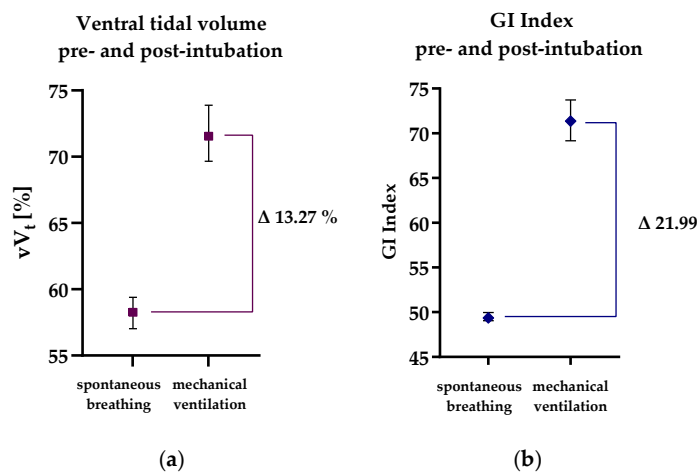 Ventral tidal volume
pre- and post-intubation
75
70
65
60
55
vVt [%]
Δ 13.27 %
spontaneous
breathing
mechanical
ventilation
(a)
GI Index
pre- and post-intubation
75
70
65
60
55
50
45
GI Index
Δ 21.99
spontaneous
breathing
mechanical
ventilation
(b)